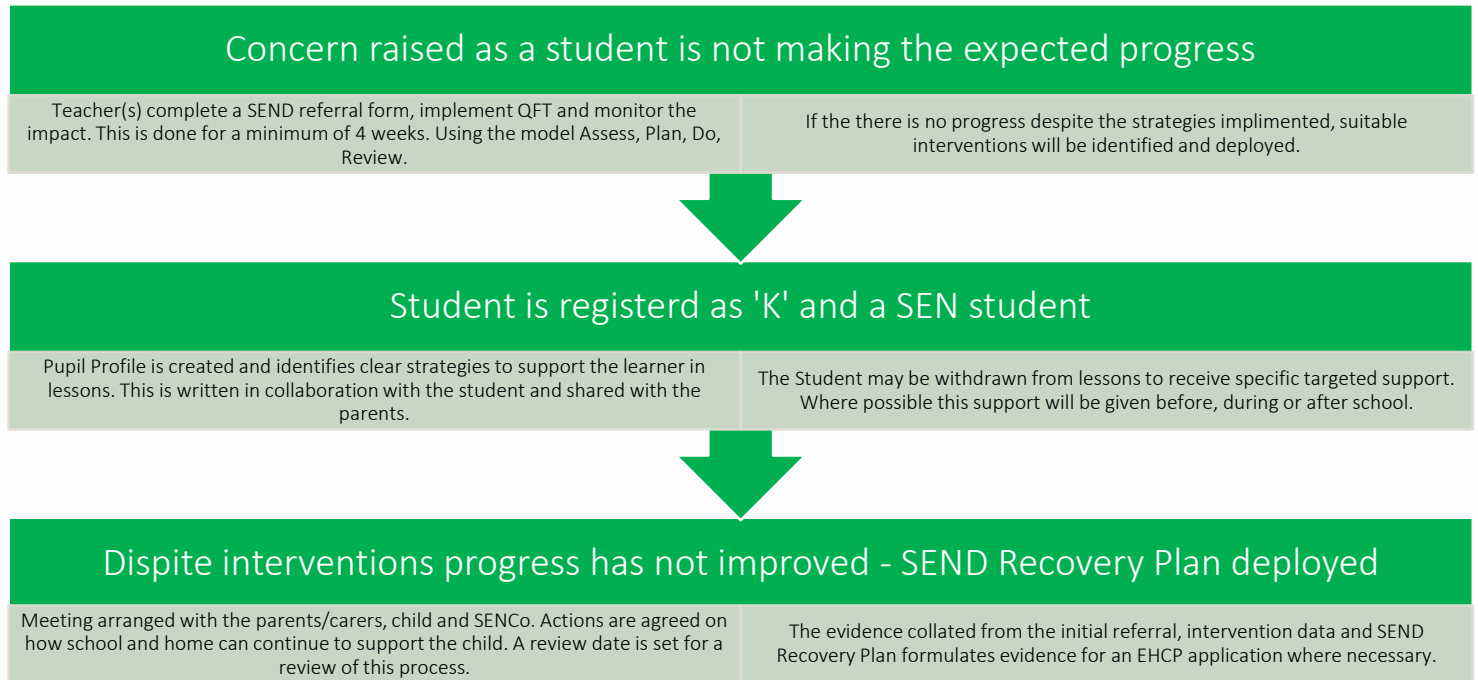 Concern raised as a student is not making the expected progress
Teacher(s) complete a SEND referral form, implement QFT and monitor the
impact. This is done for a minimum of 4 weeks. Using the model Assess, Plan, Do,
Review.
If the there is no progress despite the strategies implimented, suitable
interventions will be identified and deployed.
Student is registerd as 'K' and a SEN student
Pupil Profile is created and identifies clear strategies to support the learner in
lessons. This is written in collaboration with the student and shared with the
parents.
The Student may be withdrawn from lessons to receive specific targeted support.
Where possible this support will be given before, during or after school.
Dispite interventions progress has not improved - SEND Recovery Plan deployed
Meeting arranged with the parents/carers, child and SENCo. Actions are agreed on
how school and home can continue to support the child. A review date is set for a
review of this process.
The evidence collated from the initial referral, intervention data and SEND
Recovery Plan formulates evidence for an EHCP application where necessary.